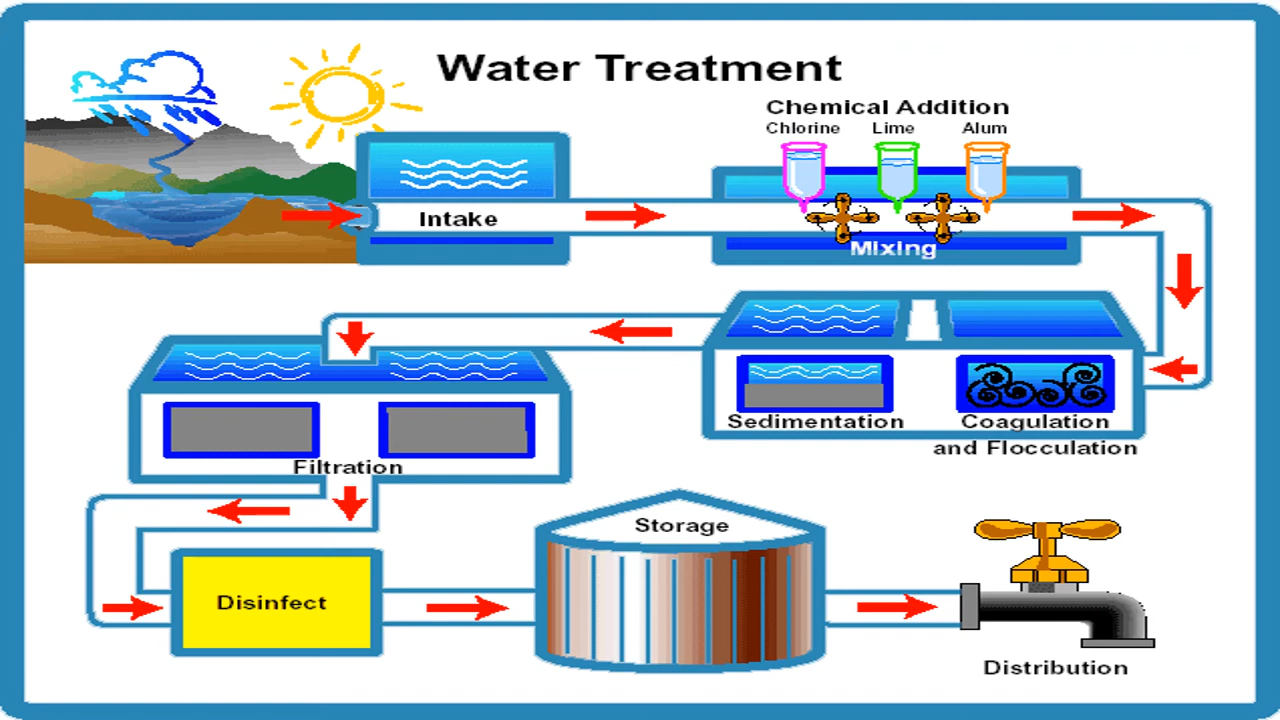 Water Treatment
Chemical Addition
Chlorine Lime Alum
Intake
Mixing
Sedimentation
Coagulation
and Flocculation
Filtration
Storage
Disinfect
Distribution